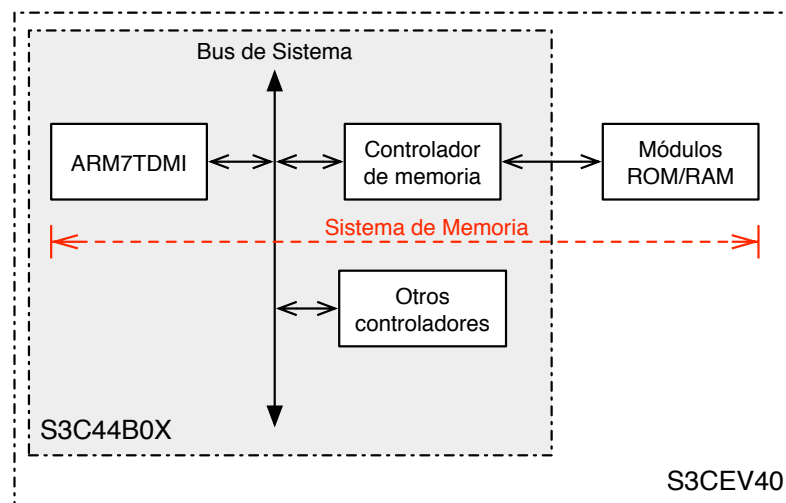 Bus de Sistema
ARM7TDMI
Controlador
de memoria
Módulos
ROM/RAM
Sistema de Memoria
Otros
controladores
S3C44B0X
S3CEV40